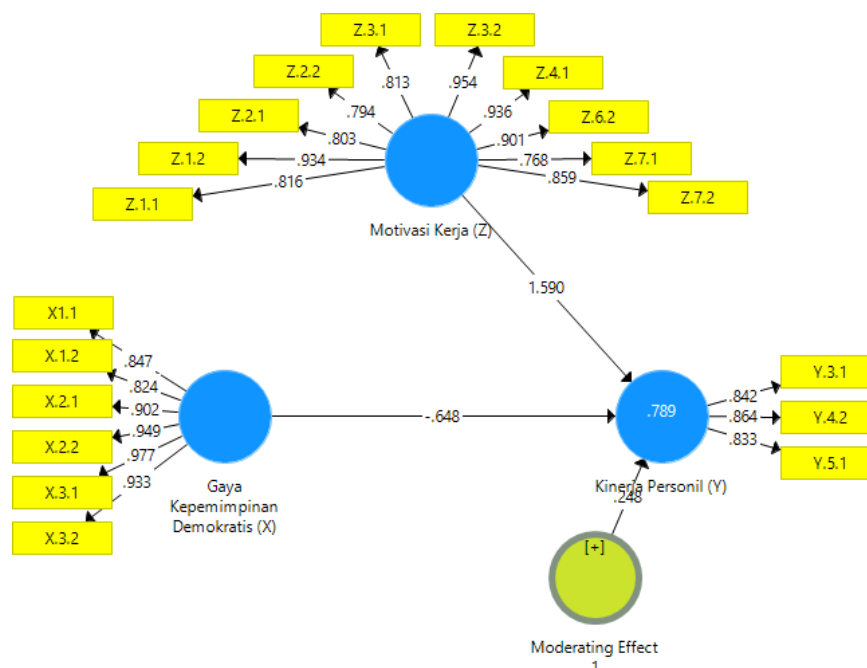 Z.3.1
Z.3.2
Z.2.2
Z.4.1
Z.2.1
Z.6.2
Z.1.2
Z.7.1
Z.1.1
Z.7.2
.813
.954
.794
.936
.803
.901
.934
.768
.816
.859
Motivasi Kerja (Z)
1.590
X1.1
X.1.2
X.2.1
X.2.2
X.3.1
X.3.2
.847
.824
.902
.949
.977
.933
Gaya
Kepemimpinan
Demokratis (X)
-.648
.789
Kinerja Personil (Y)
.842
.864
.833
Y.3.1
Y.4.2
Y.5.1
.248
[+]
Moderating Effect
1